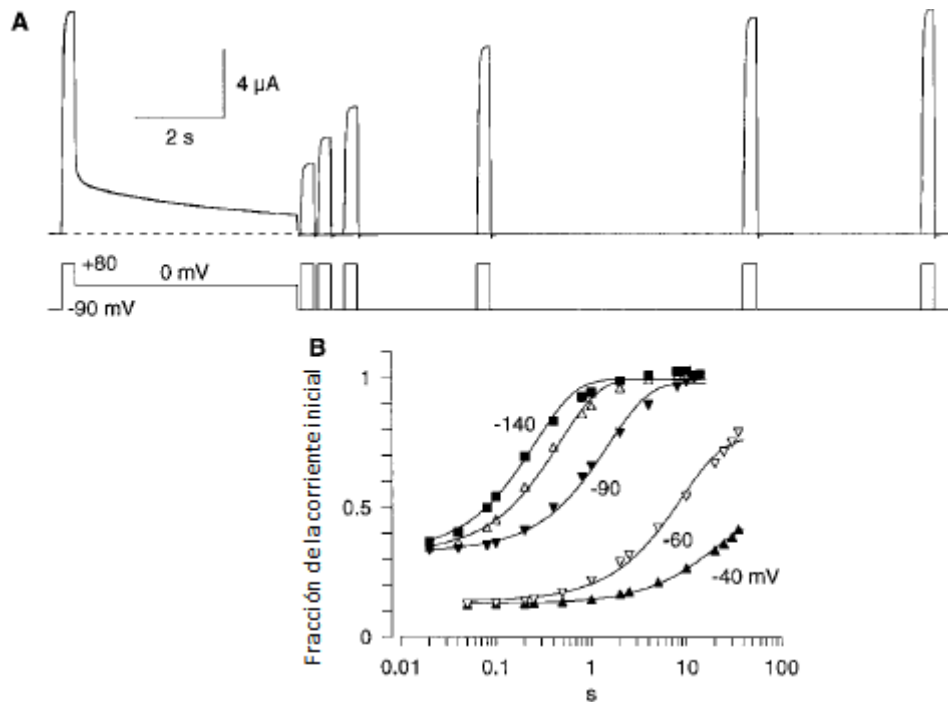 A
4 µA
2 s
+80
0 mV
-90 mV
B
Fracción de la corriente inicial
1
0.5
0
-140
-90
-60
-40 mV
0.01
0.1
1
10
100
s